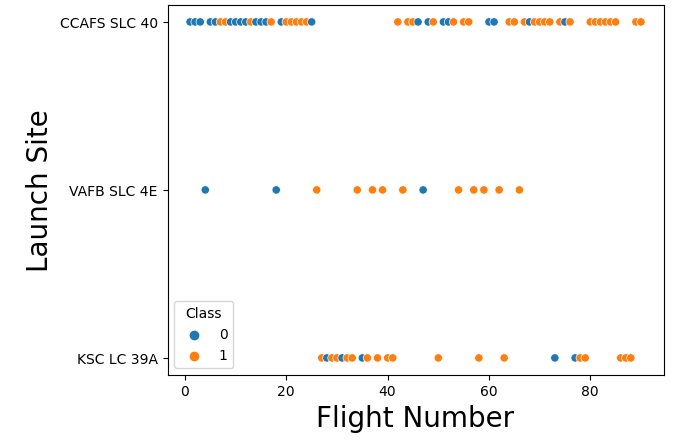 CCAFS SLC 40
VAFB SLC 4E
KSC LC 39A
Launch Site
Class
0
1
0 20 40 60 80
Flight Number